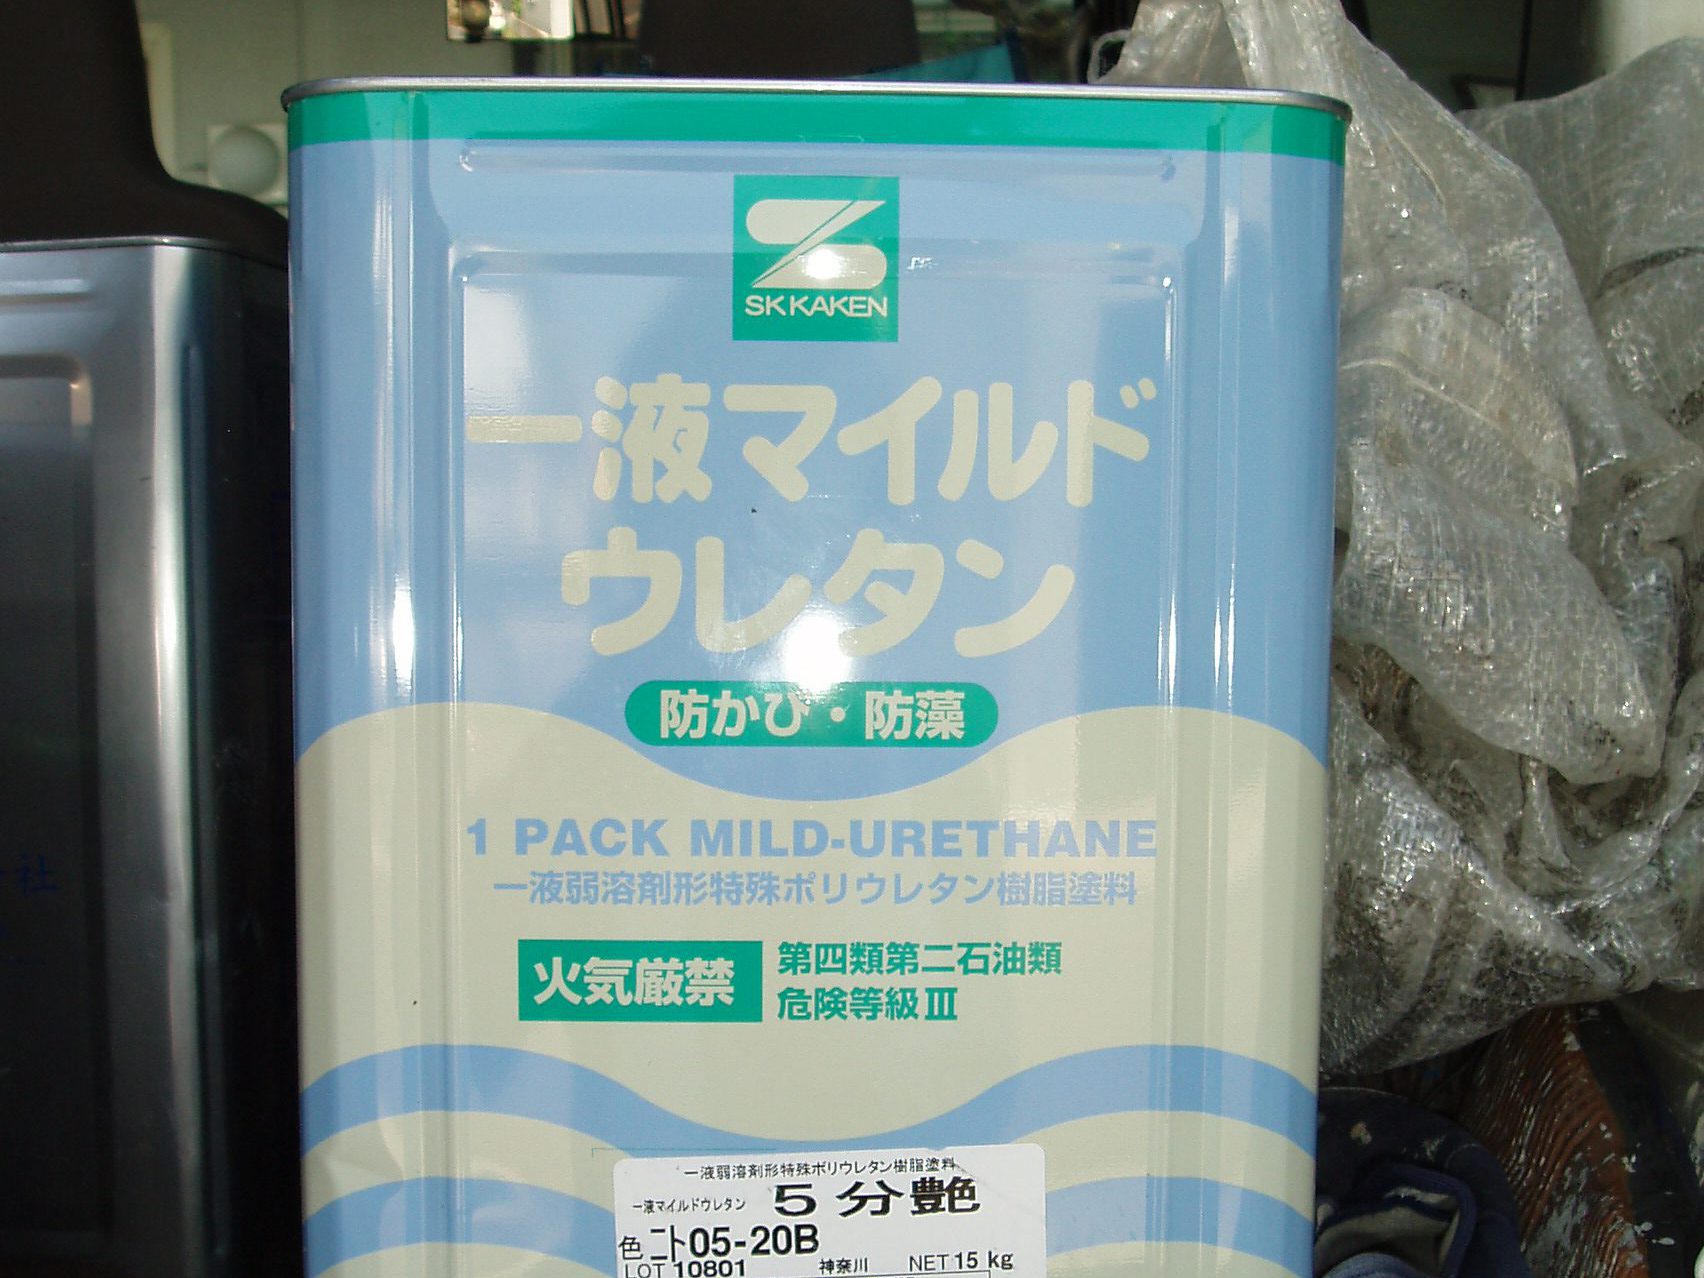 SK KAKEN
一液マイルド
ウレタン
防かび・防藻
1 PACK MILD-URETHANE
一液弱溶剤形特殊ポリウレタン樹脂塗料
火気厳禁
第四類第二石油類
危険等級Ⅲ
一液弱溶剤形特殊ポリウレタン樹脂塗料
一液マイルドウレタン 5分艶
色 ニト05-20B
LOT 10801 神奈川 NET 15 kg
社